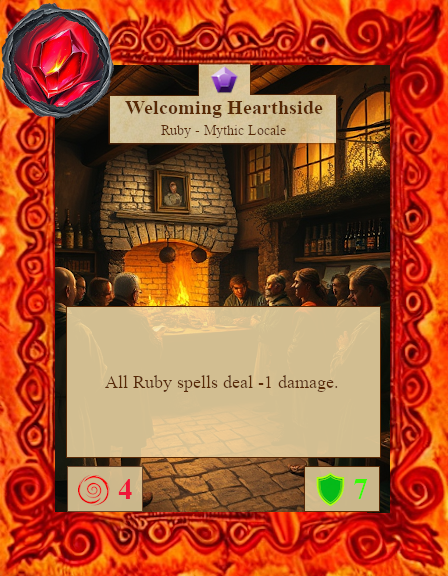 Welcoming Hearthside
Ruby - Mythic Locale
All Ruby spells deal -1 damage.
4
7